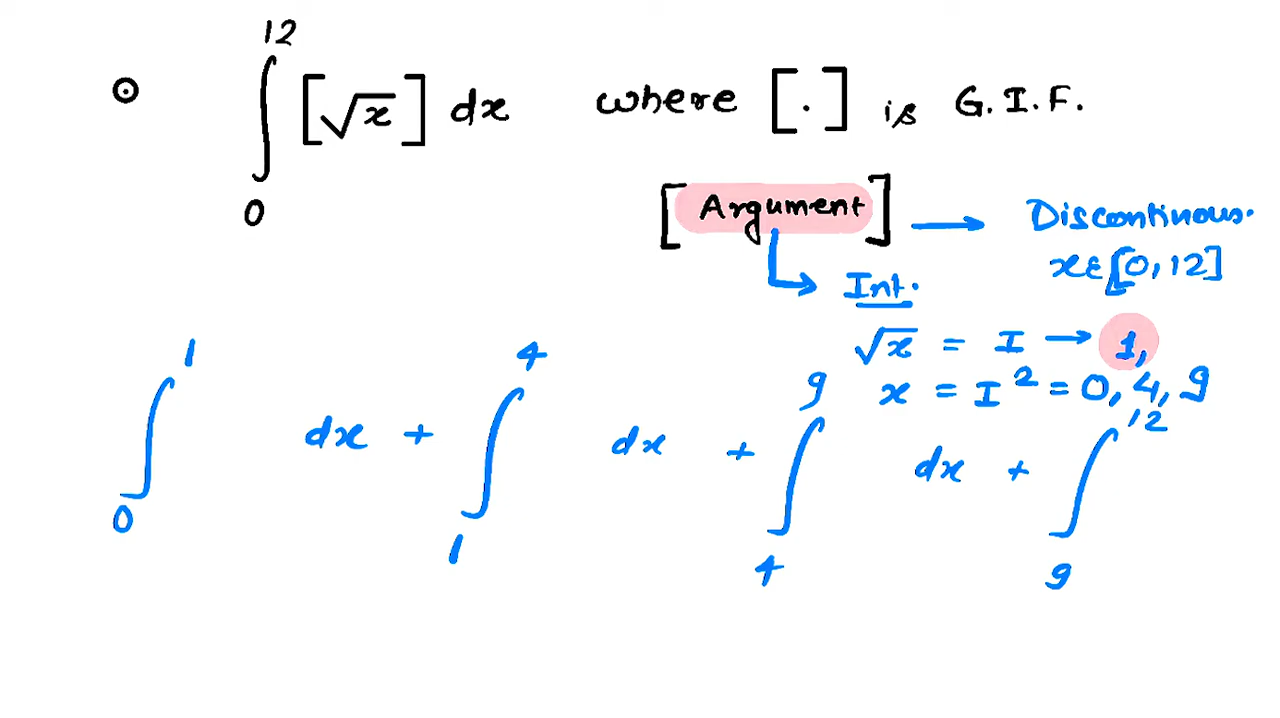 ⊙ ∫₀¹² [√x] dx where [.] is G.I.F.
[Argument] → Discontinous.
x ε [0, 12]
↳ Int.
√x = I → 1,
x = I² = 0, 4, 9
∫₀¹ dx + ∫₁⁴ dx + ∫₄⁹ dx + ∫₉¹²